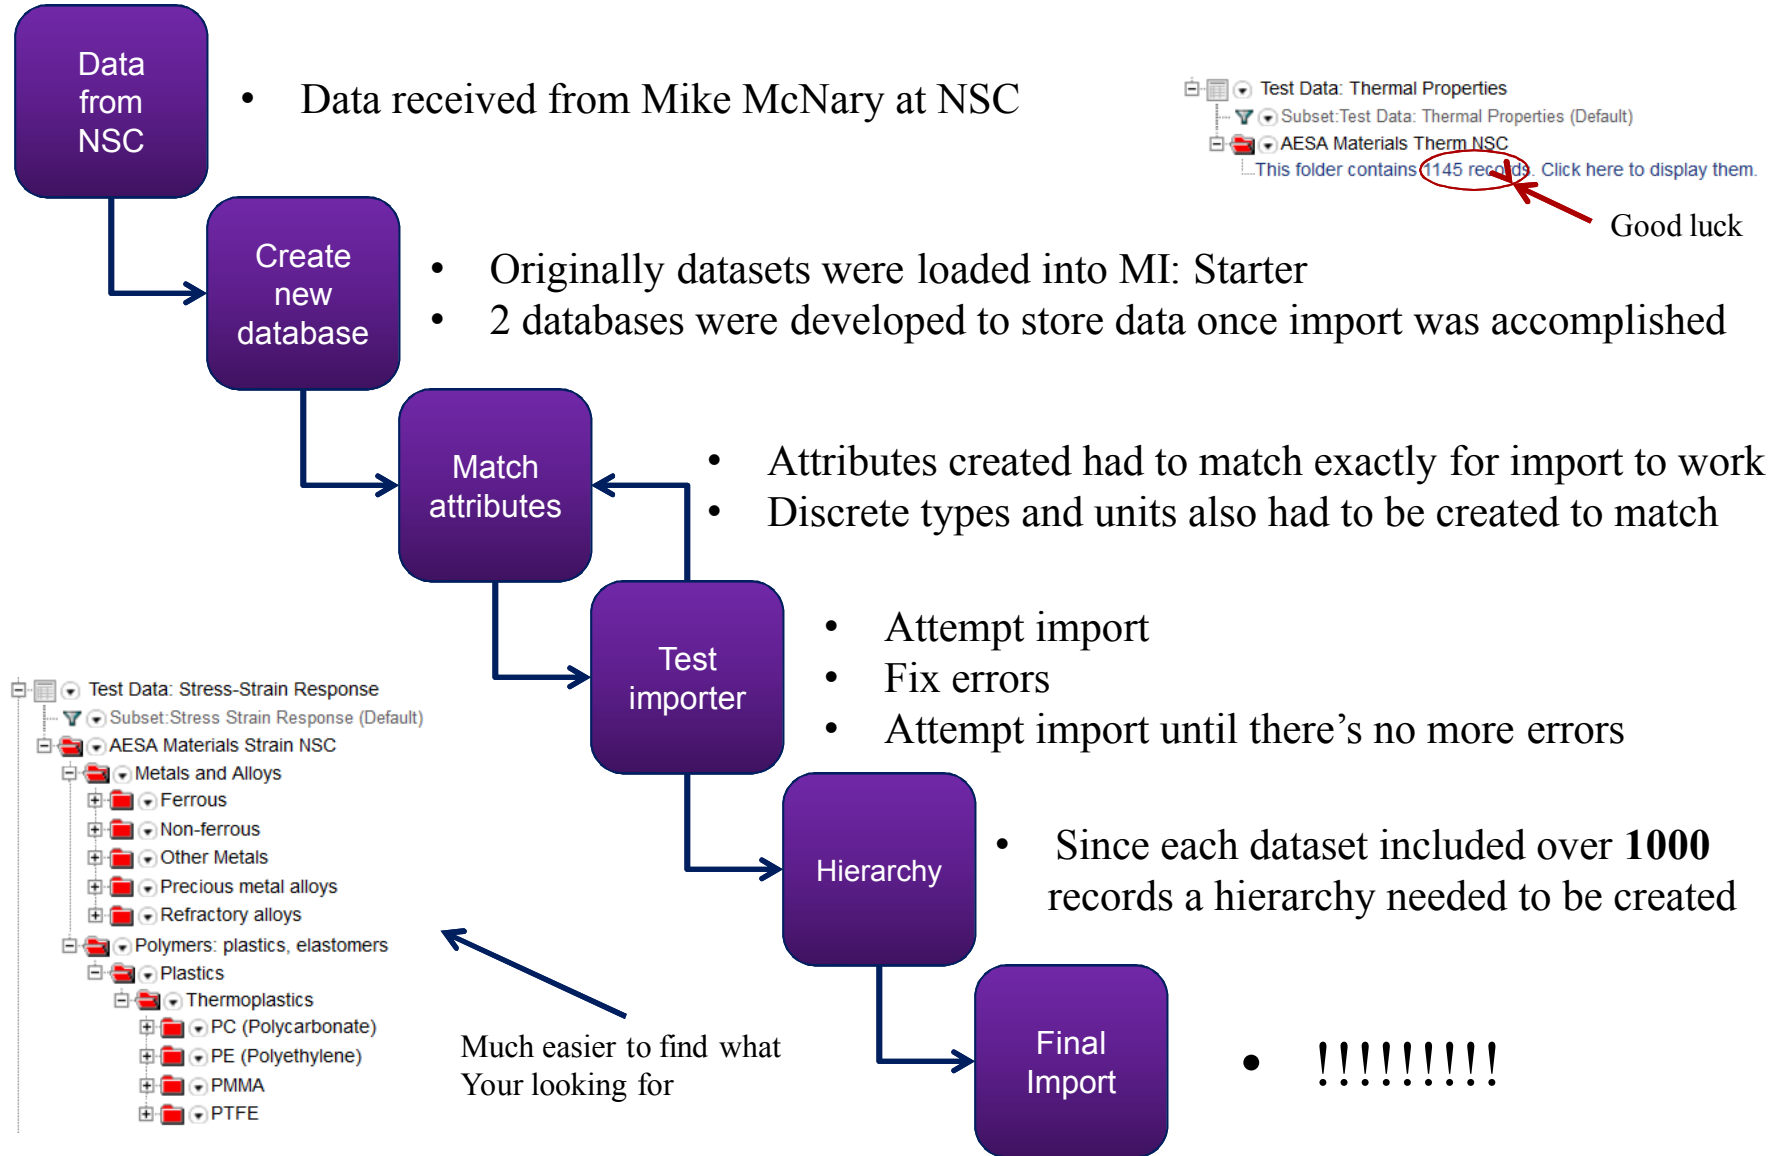 Data
from
NSC
• Data received from Mike McNary at NSC
Test Data: Thermal Properties
Subset:Test Data: Thermal Properties (Default)
AESA Materials Therm NSC
This folder contains 1145 records. Click here to display them.
Good luck
Create
new
database
• Originally datasets were loaded into MI: Starter
• 2 databases were developed to store data once import was accomplished
Match
attributes
• Attributes created had to match exactly for import to work
• Discrete types and units also had to be created to match
Test
importer
• Attempt import
• Fix errors
• Attempt import until there’s no more errors
Test Data: Stress-Strain Response
Subset:Stress Strain Response (Default)
AESA Materials Strain NSC
Metals and Alloys
Ferrous
Non-ferrous
Other Metals
Precious metal alloys
Refractory alloys
Polymers: plastics, elastomers
Plastics
Thermoplastics
PC (Polycarbonate)
PE (Polyethylene)
PMMA
PTFE
Much easier to find what
Your looking for
Hierarchy
• Since each dataset included over 1000
records a hierarchy needed to be created
Final
Import
• !!!!!!!!!